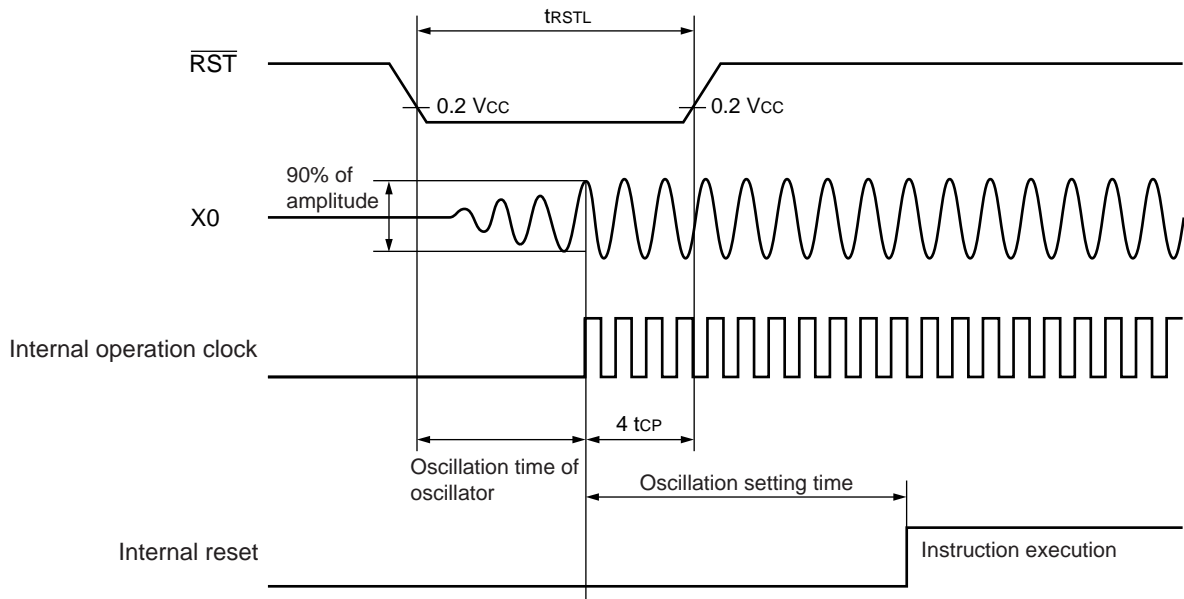 tRSTL
R̅S̅T̅
0.2 VCC
0.2 VCC
90% of
amplitude
X0
Internal operation clock
4 tCP
Oscillation time of
oscillator
Oscillation setting time
Internal reset
Instruction execution